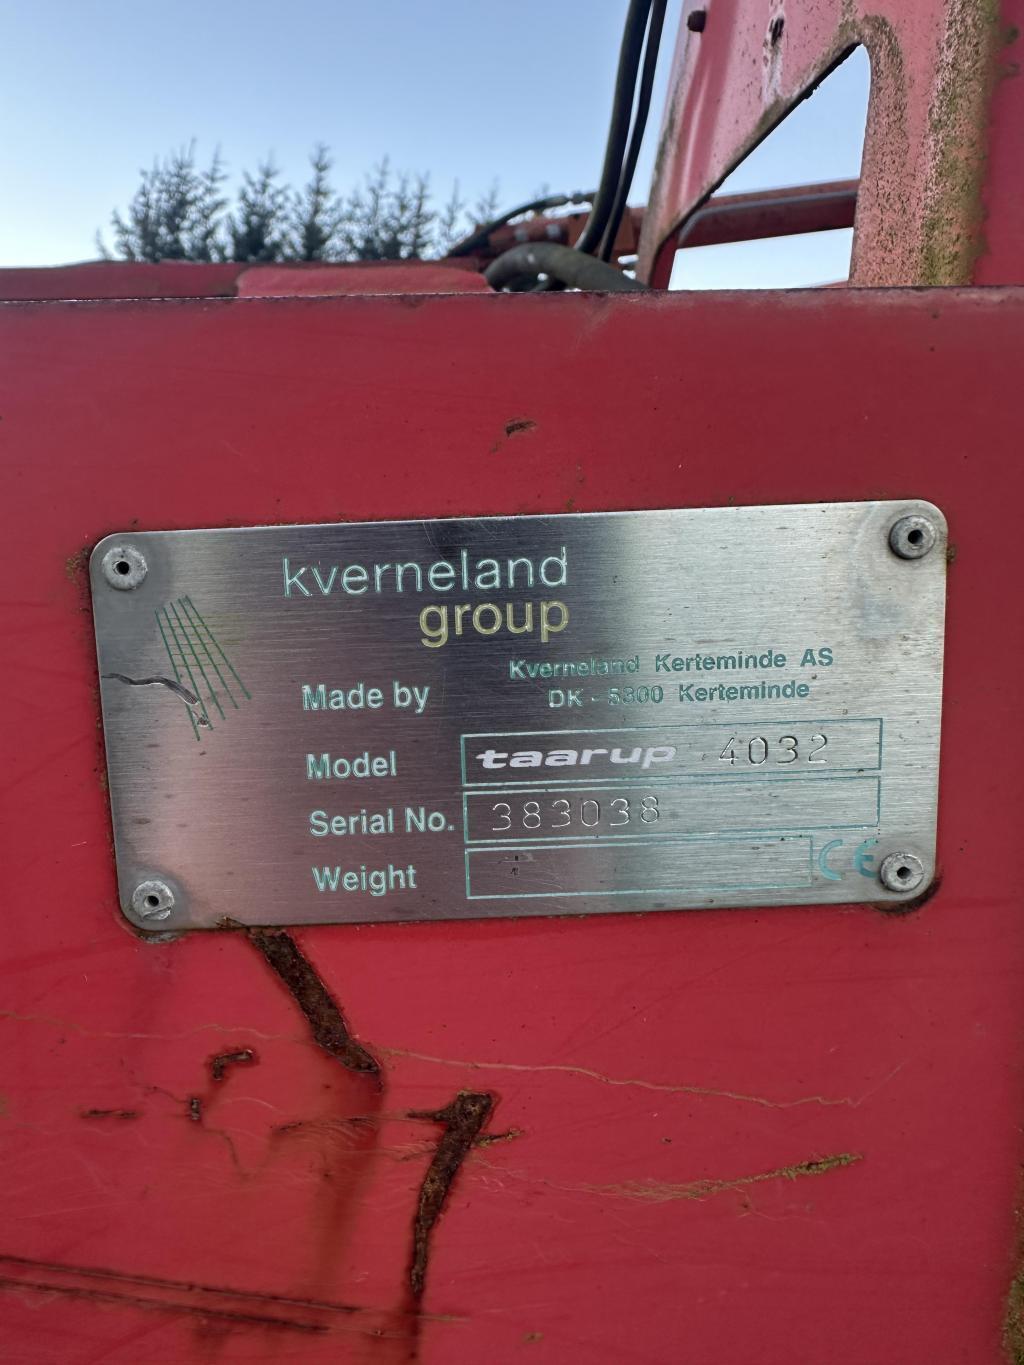 kverneland
group
Made by Kverneland Kerteminde AS
DK - 5300 Kerteminde
Model taarup 4032
Serial No. 383038
Weight CE